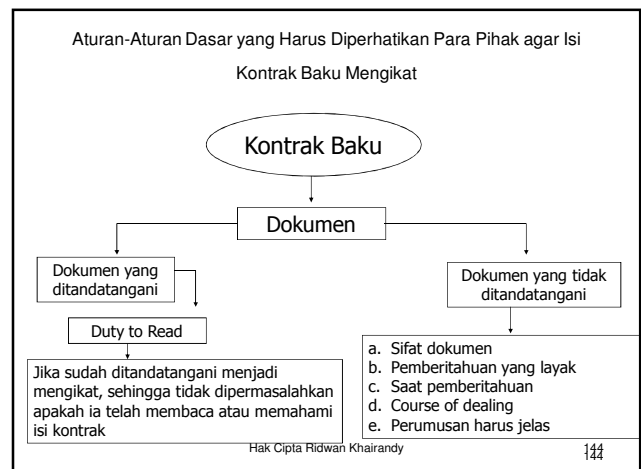 Aturan-Aturan Dasar yang Harus Diperhatikan Para Pihak agar Isi
Kontrak Baku Mengikat
Kontrak Baku
Dokumen
Dokumen yang
ditandatangani
Duty to Read
Jika sudah ditandatangani menjadi
mengikat, sehingga tidak dipermasalahkan
apakah ia telah membaca atau memahami
isi kontrak
Dokumen yang tidak
ditandatangani
a. Sifat dokumen
b. Pemberitahuan yang layak
c. Saat pemberitahuan
d. Course of dealing
e. Perumusan harus jelas
Hak Cipta Ridwan Khairandy
144
144